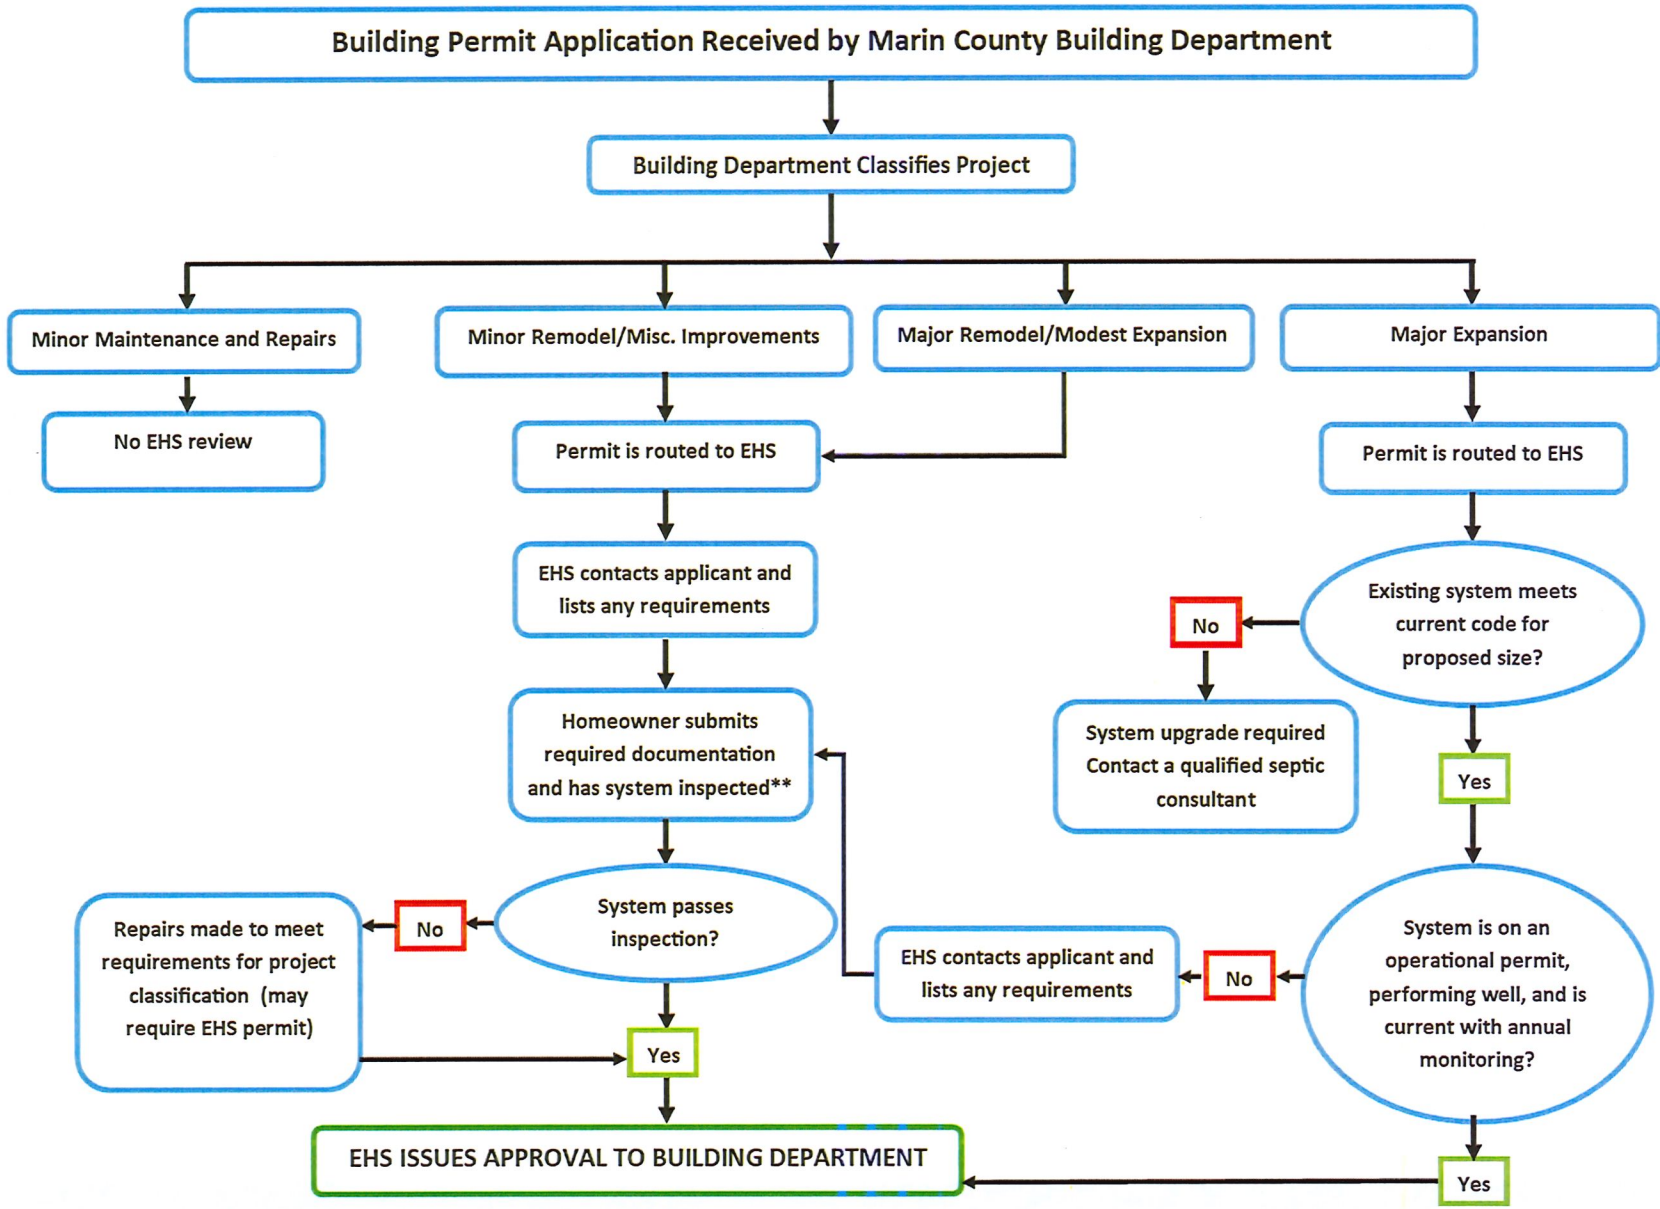 Building Permit Application Received by Marin County Building Department
Building Department Classifies Project
Minor Maintenance and Repairs
Minor Remodel/Misc. Improvements
Major Remodel/Modest Expansion
Major Expansion
No EHS review
Permit is routed to EHS
Permit is routed to EHS
EHS contacts applicant and
lists any requirements
Existing system meets
current code for
proposed size?
No
Homeowner submits
required documentation
and has system inspected**
System upgrade required
Contact a qualified septic
consultant
Yes
System passes
inspection?
No
Repairs made to meet
requirements for project
classification (may
require EHS permit)
EHS contacts applicant and
lists any requirements
No
System is on an
operational permit,
performing well, and is
current with annual
monitoring?
Yes
EHS ISSUES APPROVAL TO BUILDING DEPARTMENT
Yes